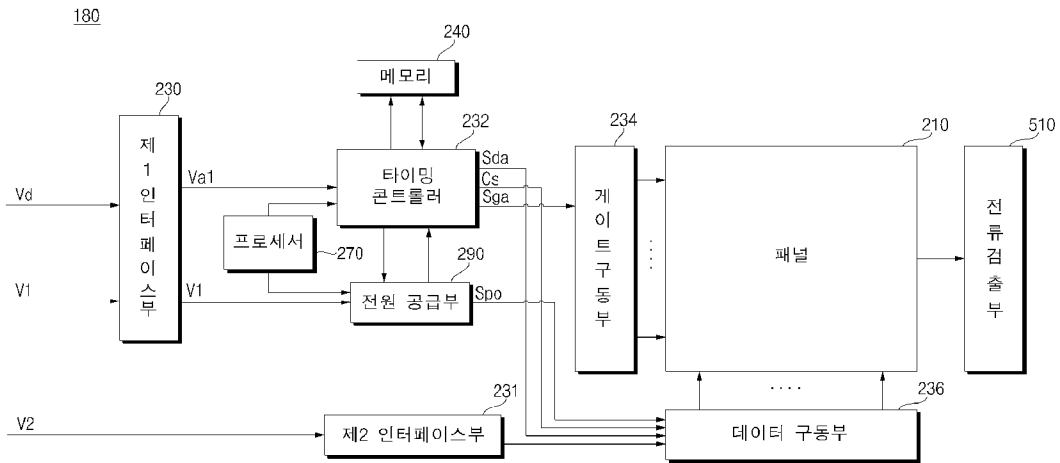 180
240
메모리
230
232
234
210
510
제1인터페이스부
Vd
Va1
타이밍
콘트롤러
Sda
Cs
Sga
게이트구동부
패널
전류검출부
프로세서
270
290
V1
V1
전원 공급부
Spo
....
....
....
231
236
V2
제2 인터페이스부
데이터 구동부